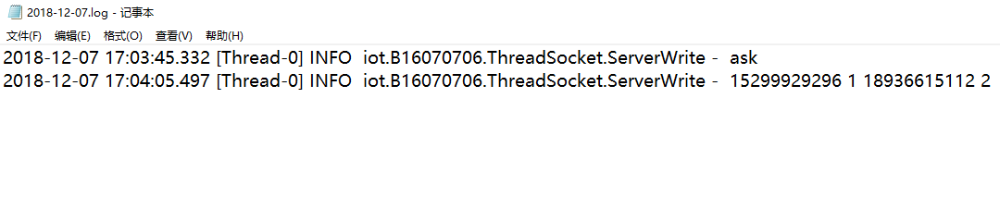 2018-12-07.log - 记事本
文件(F) 编辑(E) 格式(O) 查看(V) 帮助(H)
2018-12-07 17:03:45.332 [Thread-0] INFO  iot.B16070706.ThreadSocket.ServerWrite -  ask
2018-12-07 17:04:05.497 [Thread-0] INFO  iot.B16070706.ThreadSocket.ServerWrite -  15299929296 1 18936615112 2